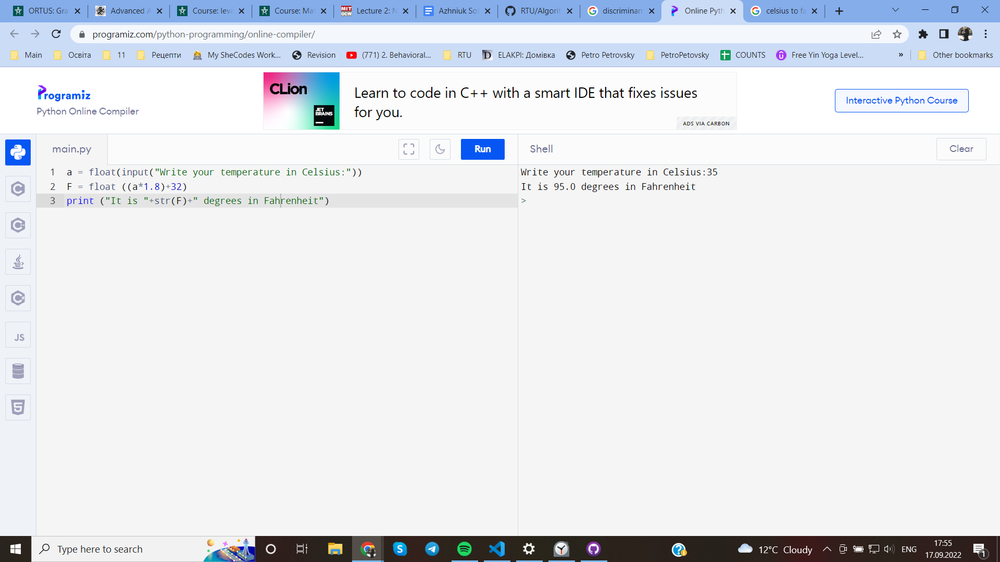 ORTUS: Gra
Advanced A
Course: Ieva
Course: Mat
Lecture 2: N
Azhniuk Sof
RTU/Algorit
discriminant
Online Pyth
celsius to fa
programiz.com/python-programming/online-compiler/
Main
Освіта
11
Рецепти
My SheCodes Work...
Revision
(771) 2. Behavioral...
RTU
ELAKPI: Домівка
Petro Petrovsky
PetroPetovsky
COUNTS
Free Yin Yoga Level...
»
Other bookmarks
Programiz
Python Online Compiler
CLion
JET
BRAINS
Learn to code in C++ with a smart IDE that fixes issues
for you.
ADS VIA CARBON
Interactive Python Course
main.py
Run
Shell
Clear
1 a = float(input("Write your temperature in Celsius:"))
2 F = float ((a*1.8)+32)
3 print ("It is "+str(F)+" degrees in Fahrenheit")
Write your temperature in Celsius:35
It is 95.0 degrees in Fahrenheit
>
JS
Type here to search
12°C Cloudy
ENG
17:55
17.09.2022
1